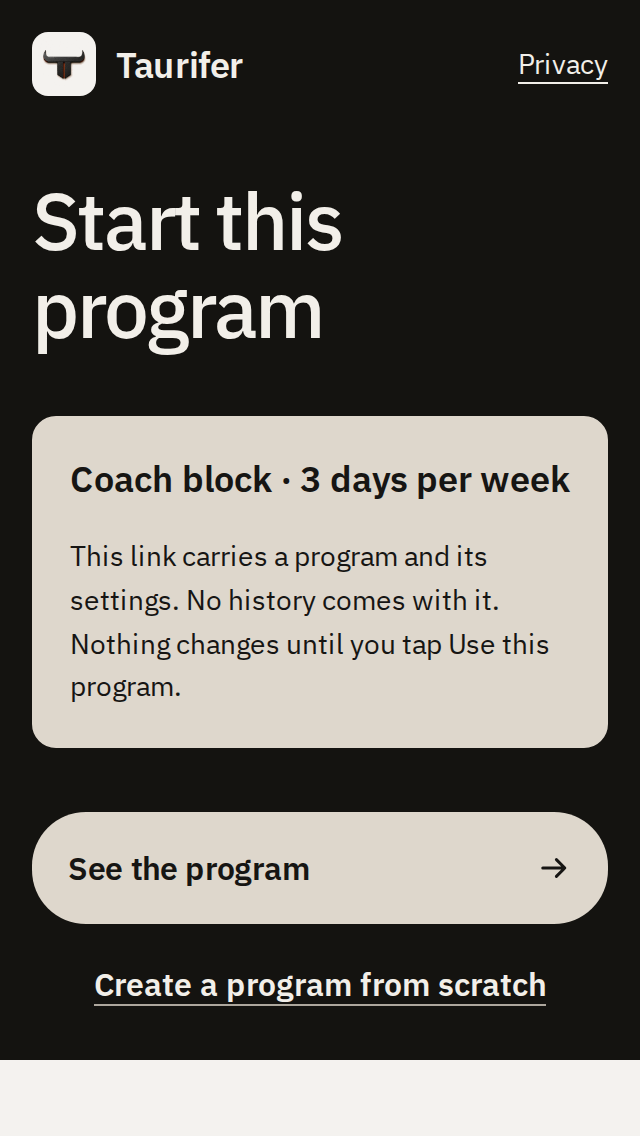 Taurifer
Privacy
Start this
program
Coach block · 3 days per week
This link carries a program and its
settings. No history comes with it.
Nothing changes until you tap Use this
program.
See the program →
Create a program from scratch